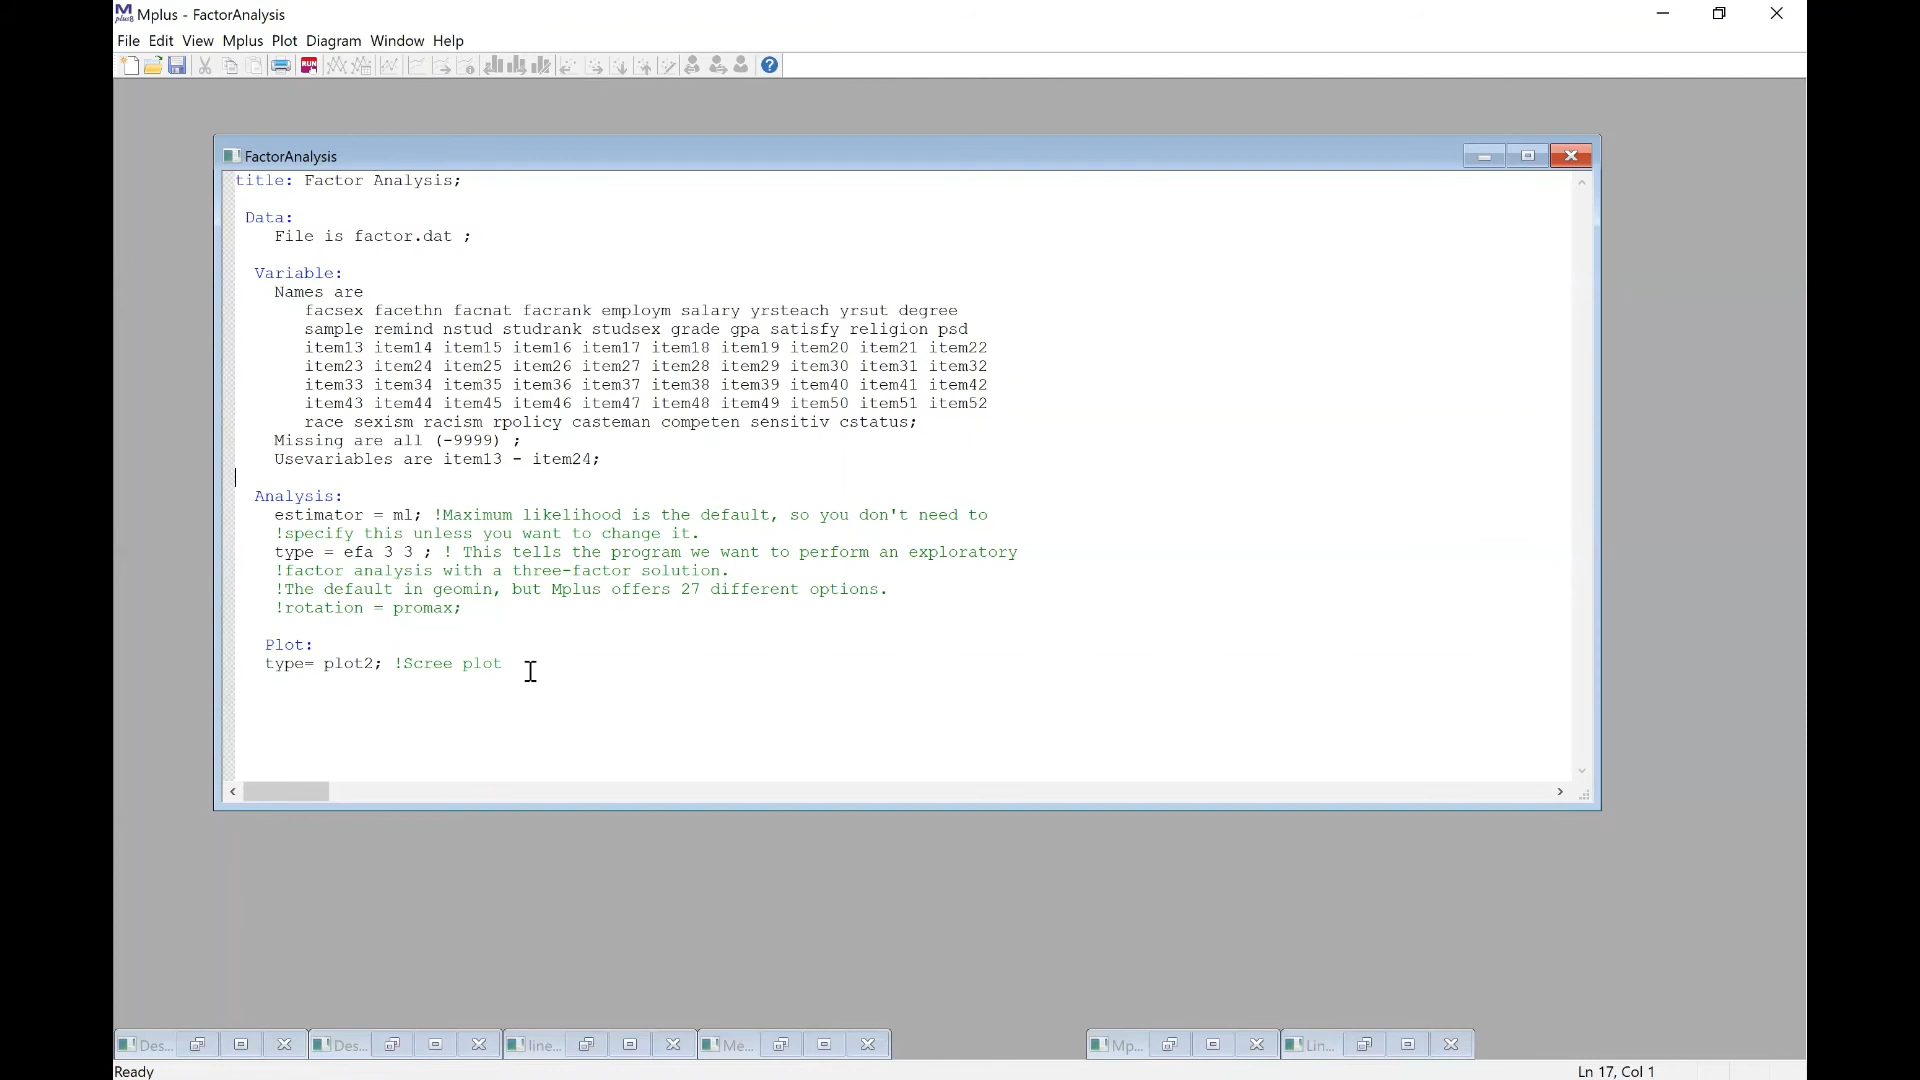 Mplus - FactorAnalysis
File Edit View Mplus Plot Diagram Window Help
RUN
FactorAnalysis
title: Factor Analysis;
Data:
File is factor.dat ;
Variable:
Names are
facsex facethn facnat facrank employm salary yrsteach yrsut degree
sample remind nstud studrank studsex grade gpa satisfy religion psd
item13 item14 item15 item16 item17 item18 item19 item20 item21 item22
item23 item24 item25 item26 item27 item28 item29 item30 item31 item32
item33 item34 item35 item36 item37 item38 item39 item40 item41 item42
item43 item44 item45 item46 item47 item48 item49 item50 item51 item52
race sexism racism rpolicy casteman competen sensitiv cstatus;
Missing are all (-9999) ;
Usevariables are item13 - item24;
Analysis:
estimator = ml; !Maximum likelihood is the default, so you don't need to
!specify this unless you want to change it.
type = efa 3 3 ; ! This tells the program we want to perform an exploratory
!factor analysis with a three-factor solution.
!The default in geomin, but Mplus offers 27 different options.
!rotation = promax;
Plot:
type= plot2; !Scree plot
Des... Des... line... Me... Mp... Lin...
Ready Ln 17, Col 1